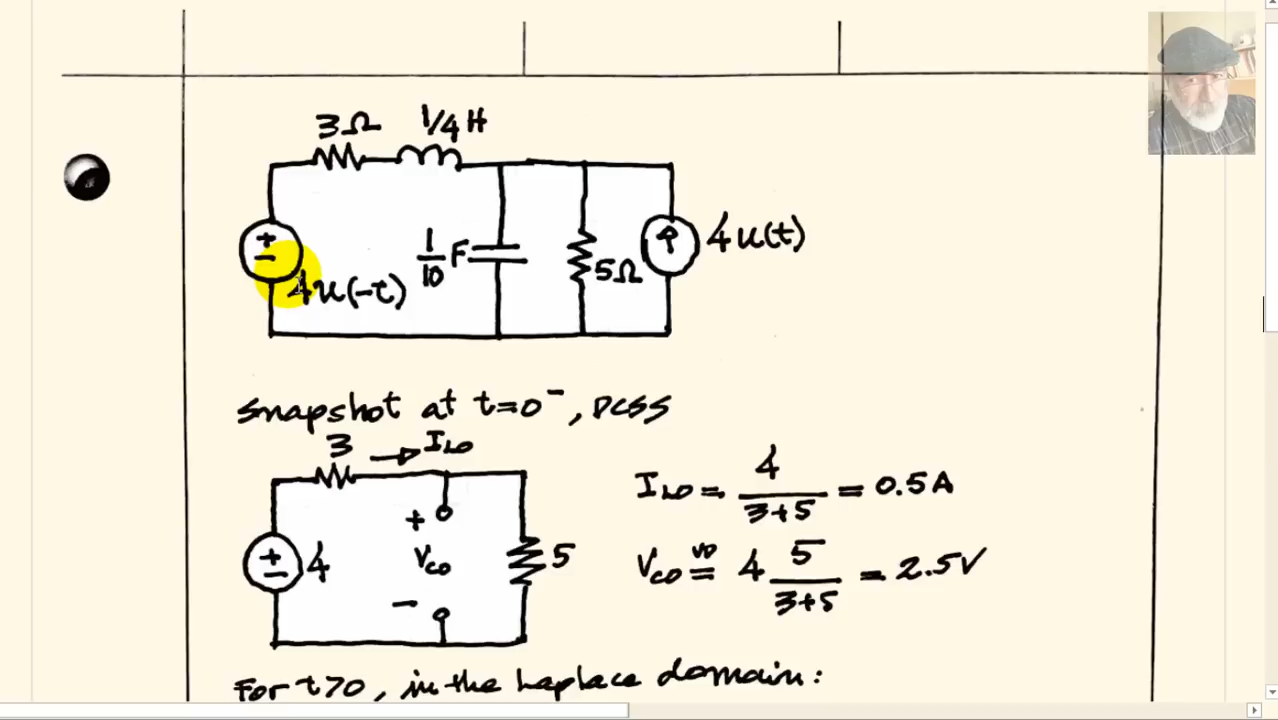 3Ω 1/4 H
4u(-t) 1/10 F 5Ω 4u(t)
snapshot at t=0⁻, DCSS
3 → I_L0
+ −
4 + V_C0 − 5
I_L0 = 4/(3+5) = 0.5A
V_C0 =^VD 4 5/(3+5) = 2.5V
For t>0, in the Laplace domain: